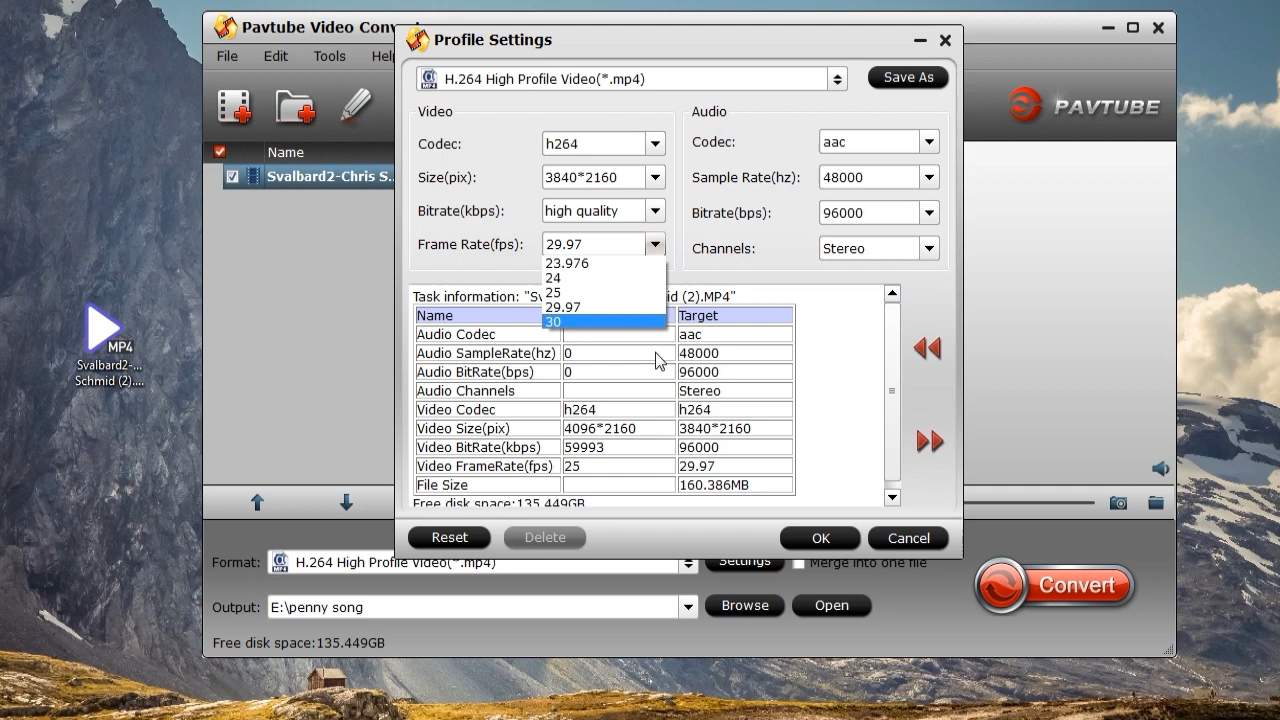 Pavtube Video Conv
File Edit Tools Hel
PAVTUBE
Name
Svalbard2-Chris S...
MP4
Svalbard2-...
Schmid (2)....
Profile Settings
MP4 H.264 High Profile Video(*.mp4)
Save As
Video
Codec: h264
Size(pix): 3840*2160
Bitrate(kbps): high quality
Frame Rate(fps): 29.97
23.976
24
25
29.97
30
Audio
Codec: aac
Sample Rate(hz): 48000
Bitrate(bps): 96000
Channels: Stereo
Task information: "Sv id (2).MP4"
Name Target
Audio Codec aac
Audio SampleRate(hz) 0 48000
Audio BitRate(bps) 0 96000
Audio Channels Stereo
Video Codec h264 h264
Video Size(pix) 4096*2160 3840*2160
Video BitRate(kbps) 59993 96000
Video FrameRate(fps) 25 29.97
File Size 160.386MB
Free disk space:135.449GB
Reset Delete OK Cancel
Format: MP4 H.264 High Profile Video(*.mp4) Settings Merge into one file
Output: E:\penny song Browse Open
Convert
Free disk space:135.449GB